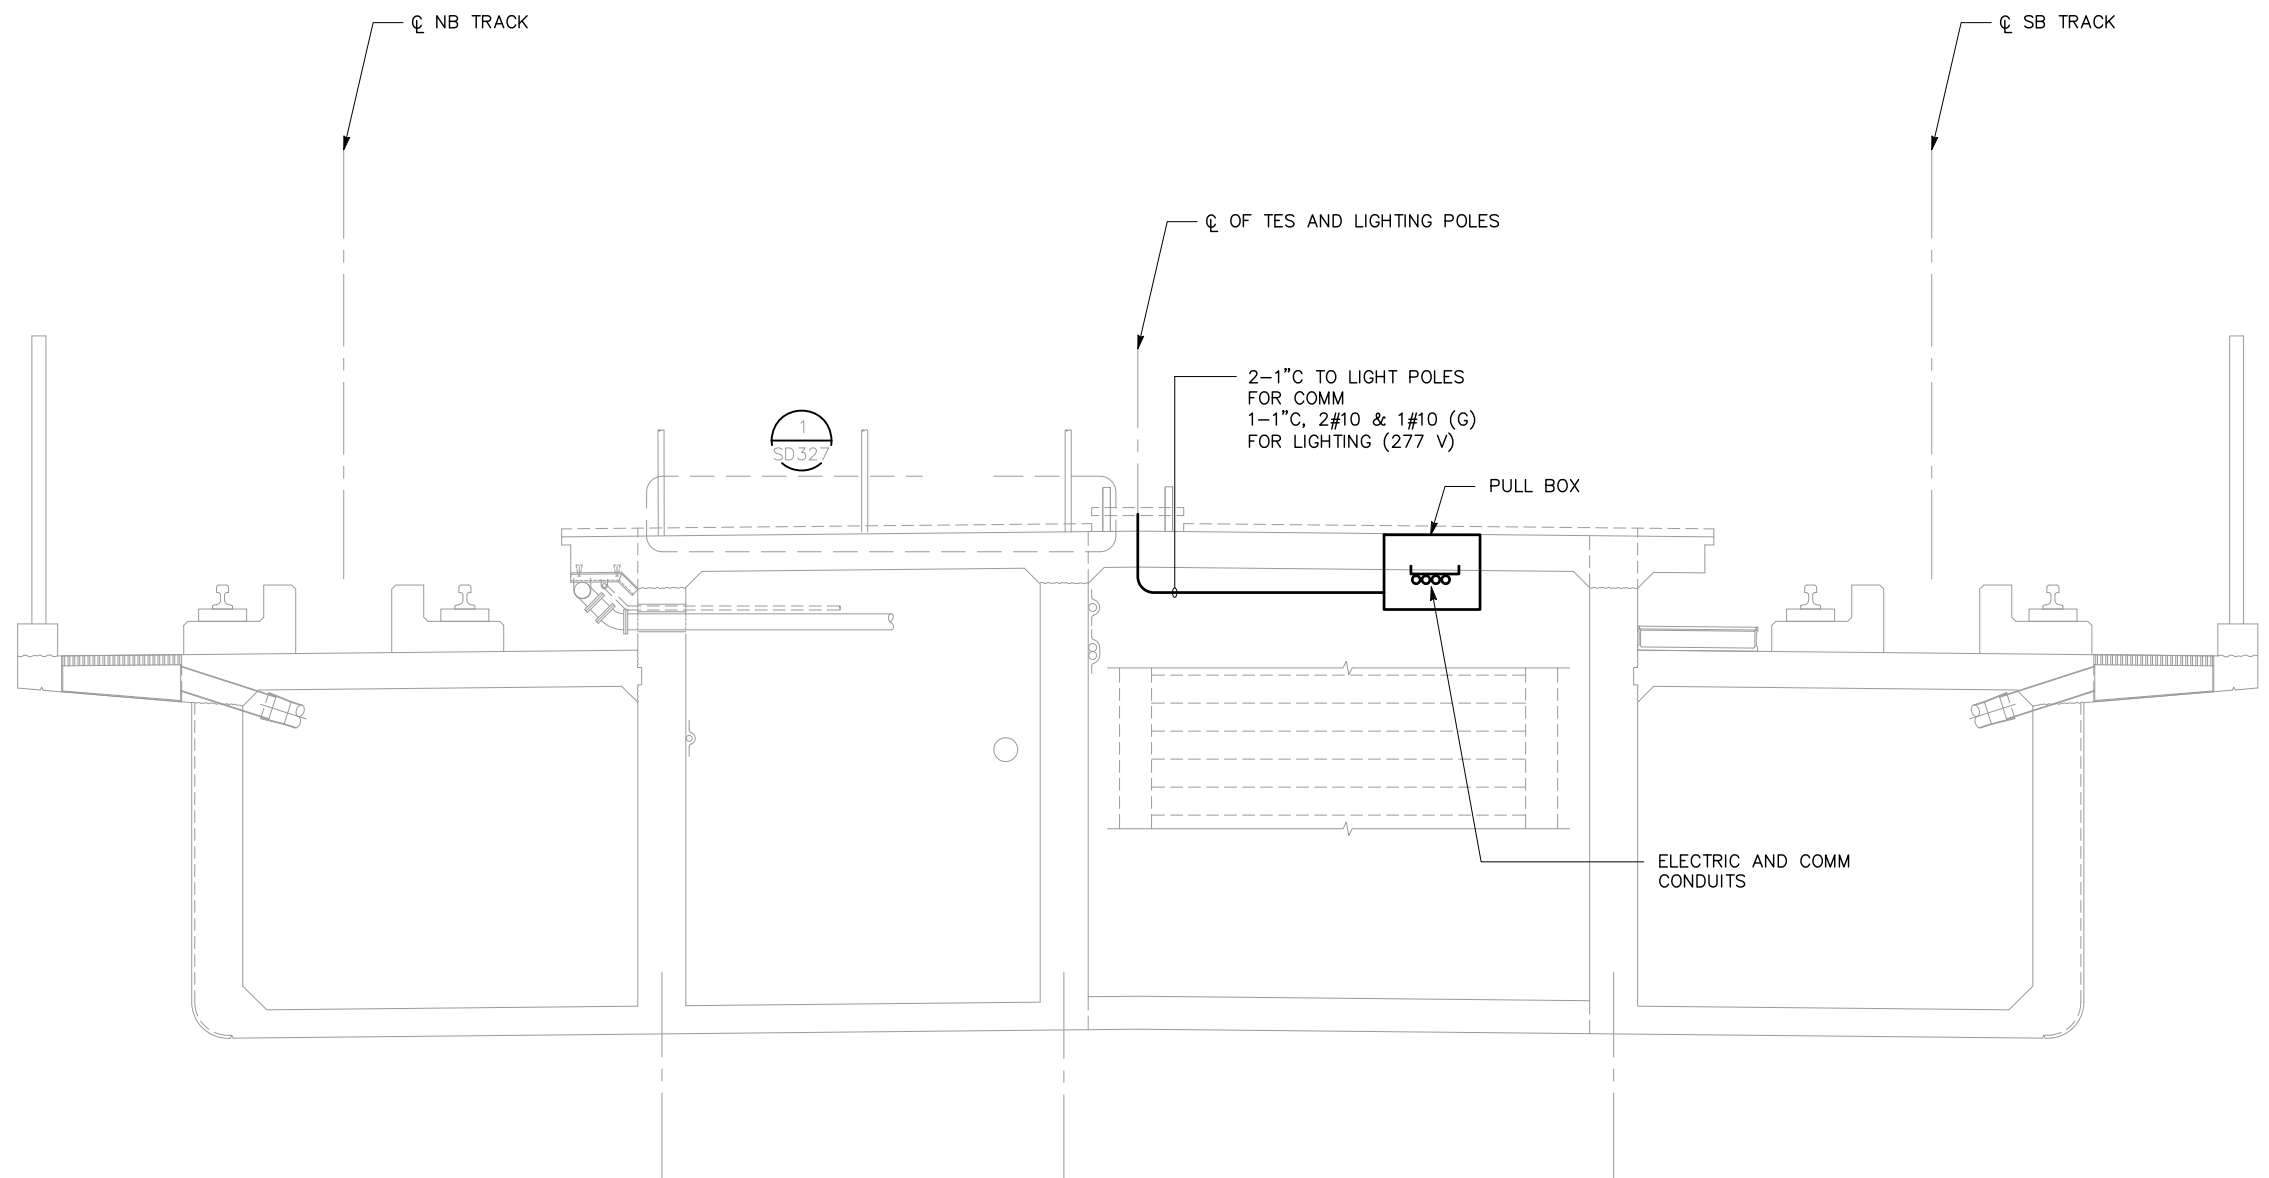 ℄ NB TRACK
℄ SB TRACK
℄ OF TES AND LIGHTING POLES
2-1"C TO LIGHT POLES
FOR COMM
1-1"C, 2#10 & 1#10 (G)
FOR LIGHTING (277 V)
1
SD327
PULL BOX
ELECTRIC AND COMM
CONDUITS